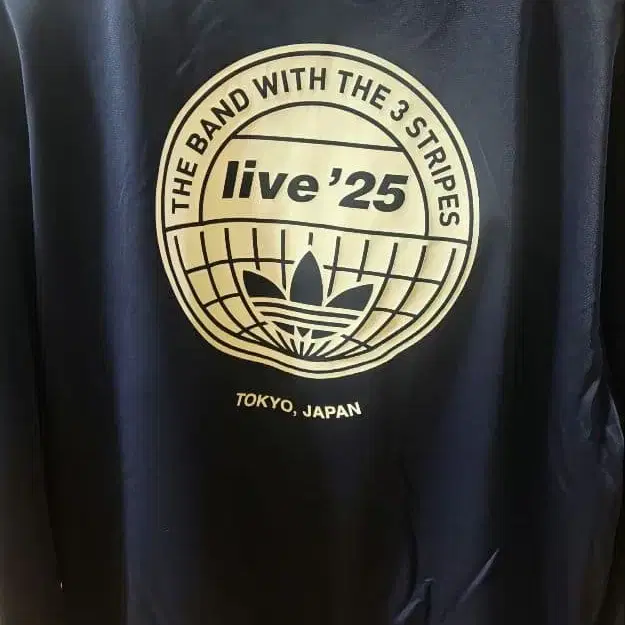 THE BAND WITH THE 3 STRIPES
live '25
TOKYO, JAPAN